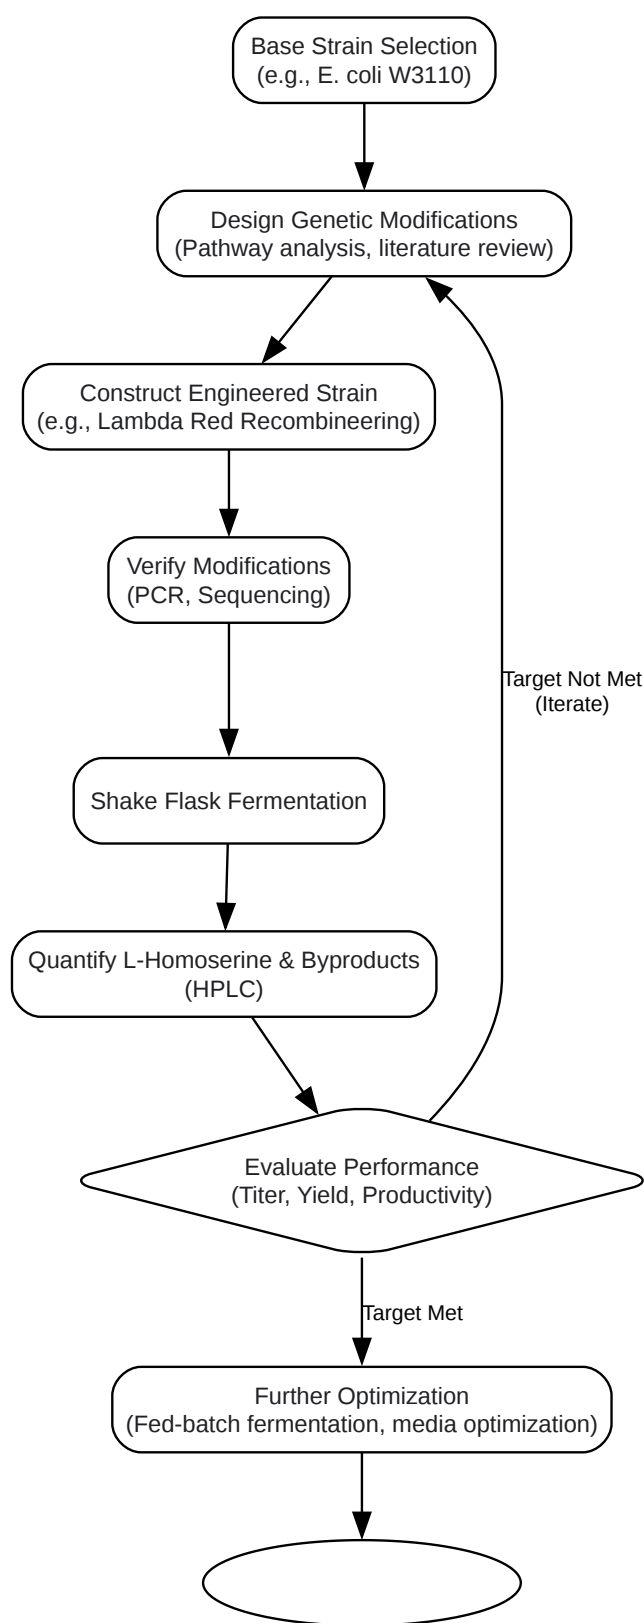 Base Strain Selection
(e.g., E. coli W3110)
Design Genetic Modifications
(Pathway analysis, literature review)
Construct Engineered Strain
(e.g., Lambda Red Recombineering)
Verify Modifications
(PCR, Sequencing)
Target Not Met
(Iterate)
Shake Flask Fermentation
Quantify L-Homoserine & Byproducts
(HPLC)
Evaluate Performance
(Titer, Yield, Productivity)
Target Met
Further Optimization
(Fed-batch fermentation, media optimization)